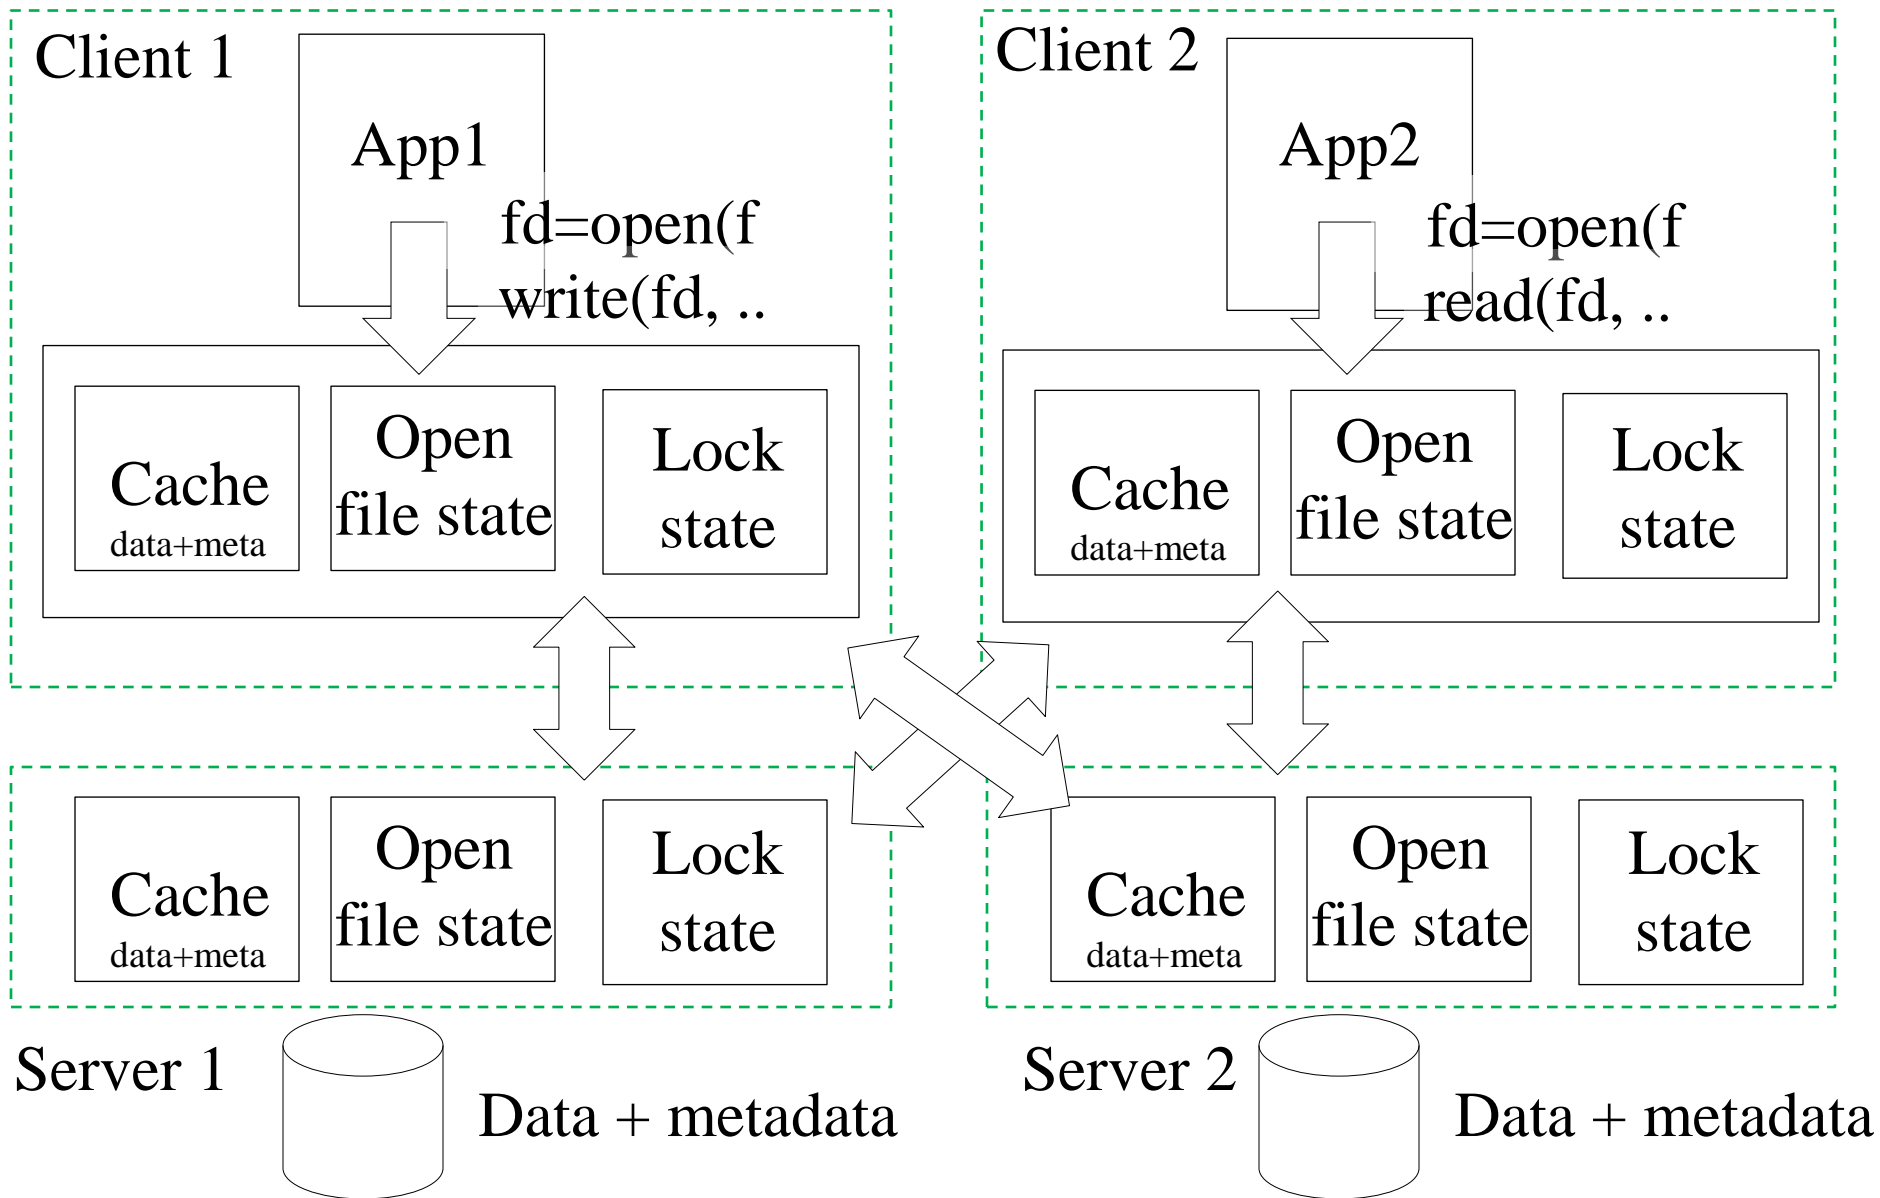 Client 1
App1
fd=open(f
write(fd, ..
Cache
data+meta
Open
file state
Lock
state
Client 2
App2
fd=open(f
read(fd, ..
Cache
data+meta
Open
file state
Lock
state
Cache
data+meta
Open
file state
Lock
state
Server 1
Data + metadata
Cache
data+meta
Open
file state
Lock
state
Server 2
Data + metadata